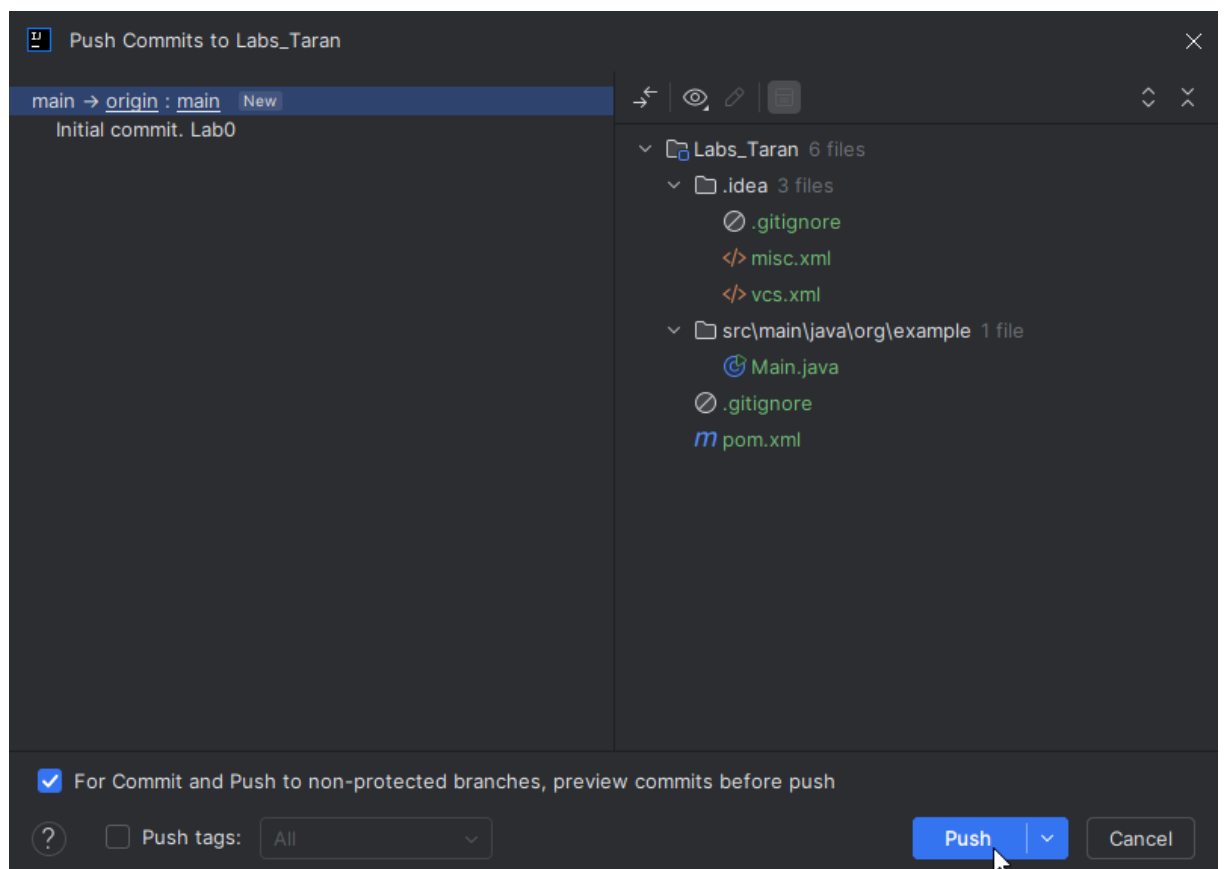 Push Commits to Labs_Taran
main → origin : main New
Initial commit. Lab0
Labs_Taran 6 files
.idea 3 files
.gitignore
</> misc.xml
</> vcs.xml
src\main\java\org\example 1 file
Main.java
.gitignore
m pom.xml
For Commit and Push to non-protected branches, preview commits before push
? Push tags: All
Push
Cancel